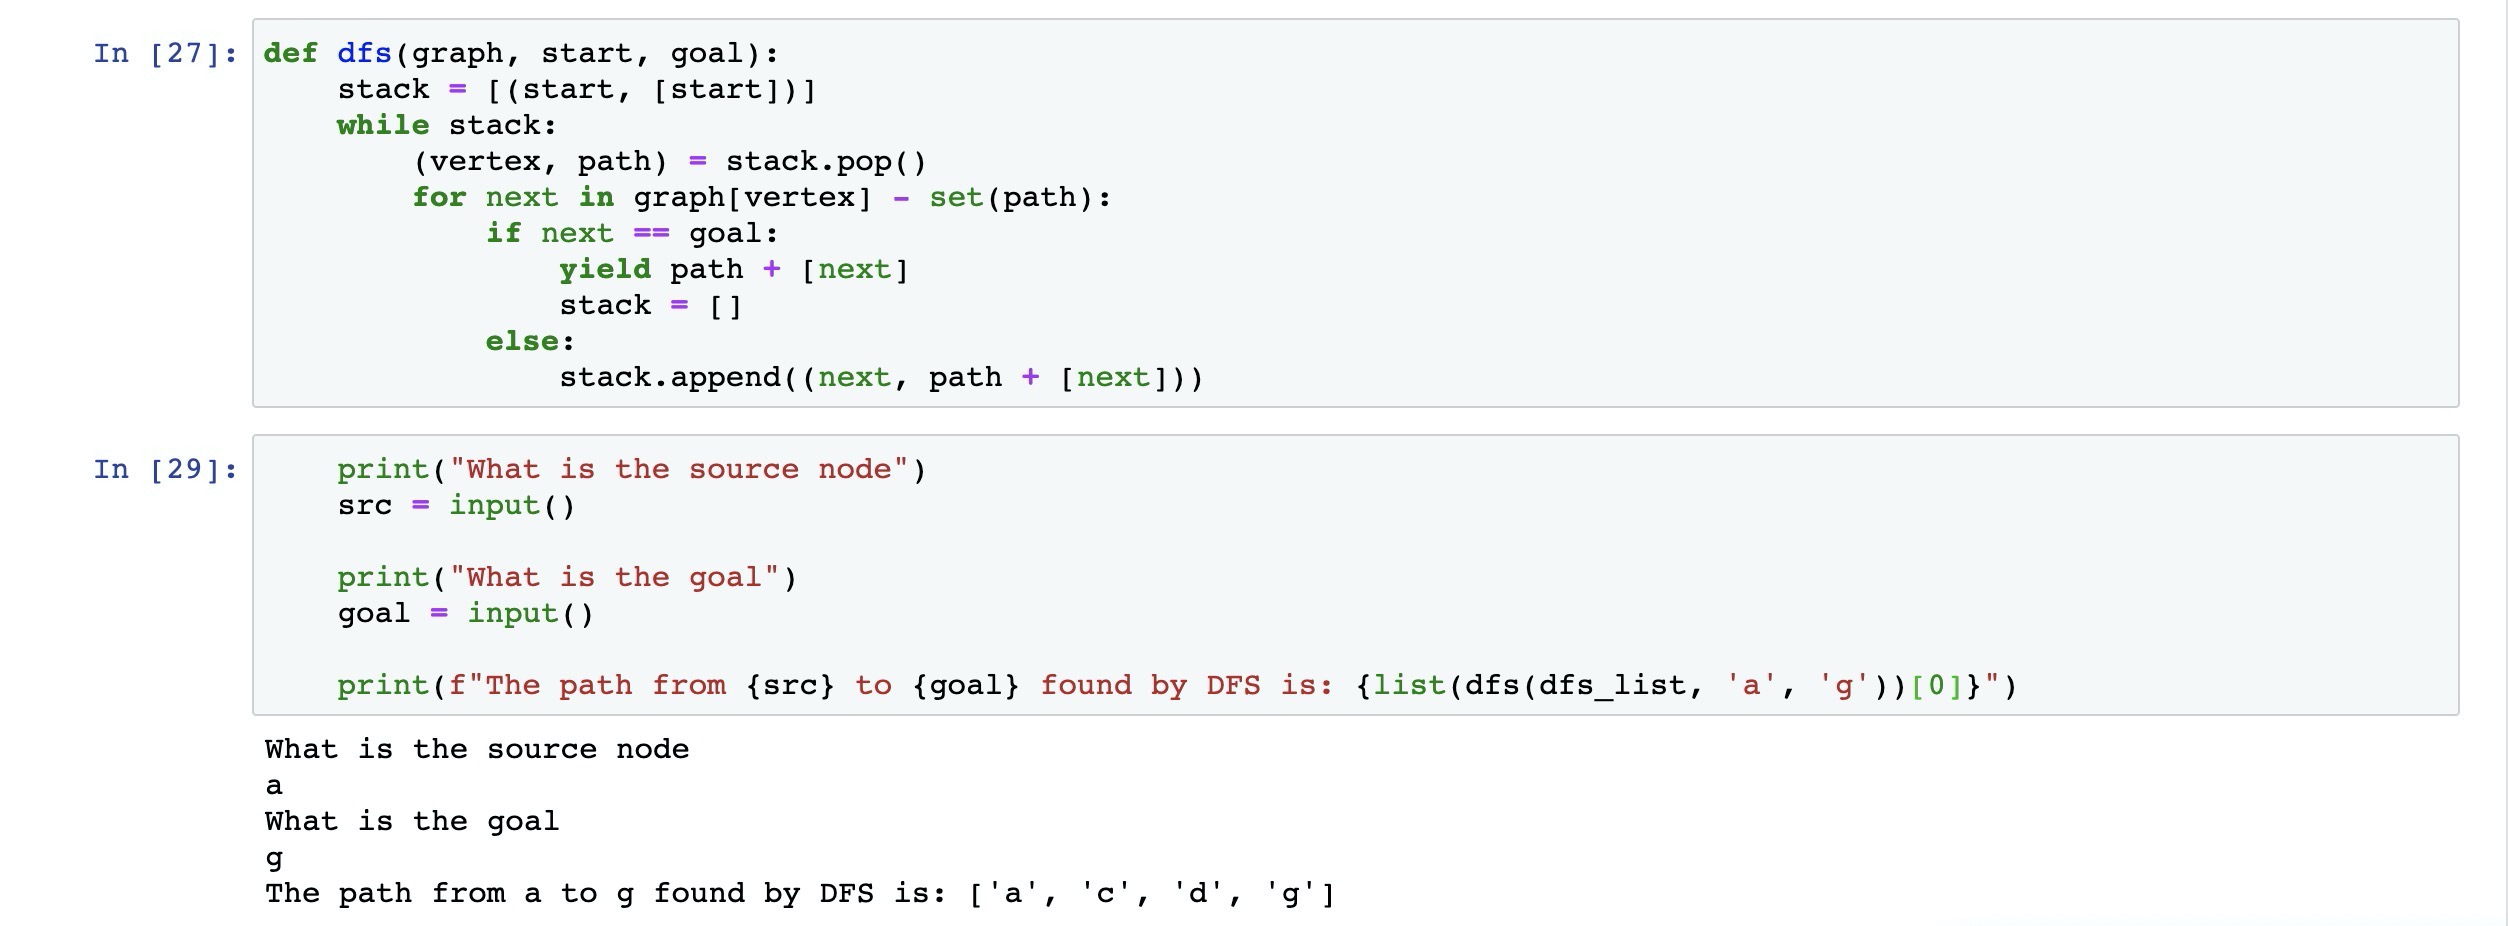 In [27]: def dfs(graph, start, goal):
    stack = [(start, [start])]
    while stack:
        (vertex, path) = stack.pop()
        for next in graph[vertex] - set(path):
            if next == goal:
                yield path + [next]
                stack = []
            else:
                stack.append((next, path + [next]))
In [29]:     print("What is the source node")
    src = input()
    print("What is the goal")
    goal = input()
    print(f"The path from {src} to {goal} found by DFS is: {list(dfs(dfs_list, 'a', 'g'))[0]}")
What is the source node
a
What is the goal
g
The path from a to g found by DFS is: ['a', 'c', 'd', 'g']